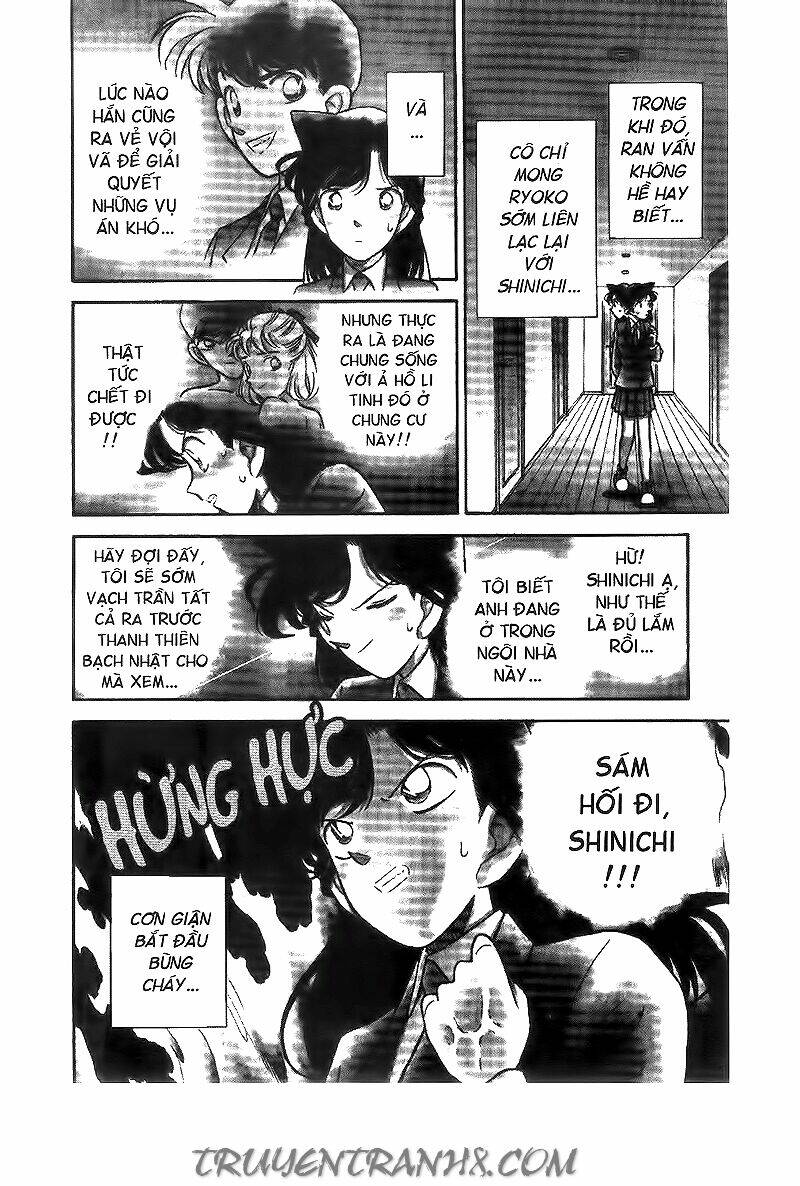 TRONG
KHI ĐÓ,
RAN VẪN
KHÔNG
HỀ HAY
BIẾT...
CÔ CHỈ
MONG
RYOKO
SỚM LIÊN
LẠC LẠI
VỚI
SHINICHI...
VÀ
...
LÚC NÀO
HẮN CŨNG
RA VẺ VỘI
VÃ ĐỂ GIẢI
QUYẾT
NHỮNG VỤ
ÁN KHÓ...
NHƯNG THỰC
RA LÀ ĐANG
CHUNG SỐNG
VỚI Ả HỒ LI
TINH ĐÓ Ở
CHUNG CƯ
NÀY!!
THẬT
TỨC
CHẾT ĐI
ĐƯỢC
!!
HỪ!
SHINICHI Ạ,
NHƯ THẾ
LÀ ĐỦ LẮM
RỒI...
TÔI BIẾT
ANH ĐANG
Ở TRONG
NGÔI NHÀ
NÀY...
HÃY ĐỢI ĐẤY,
TÔI SẼ SỚM
VẠCH TRẦN TẤT
CẢ RA TRƯỚC
THANH THIÊN
BẠCH NHẬT CHO
MÀ XEM...
SÁM
HỐI ĐI,
SHINICHI
!!!
HỪNG HỰC
CƠN GIẬN
BẮT ĐẦU
BÙNG
CHÁY...
TRUYENTRANH8.COM